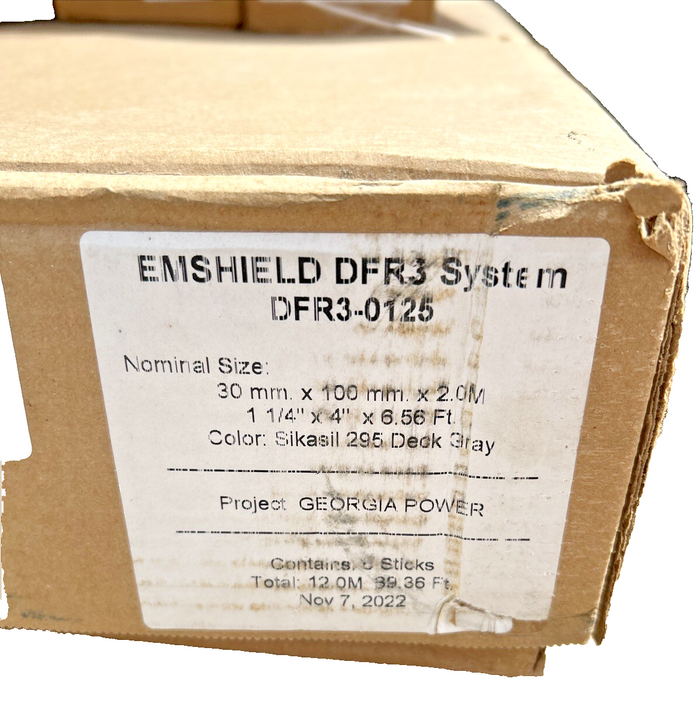 EMSHIELD DFR3 System
DFR3-0125
Nominal Size:
30 mm. x 100 mm. x 2.0M
1 1/4" x 4" x 6.56 Ft.
Color: Sikasil 295 Deck Gray
Project GEORGIA POWER
Contains: 6 Sticks
Total: 12.0M 39.36 Ft.
Nov 7, 2022